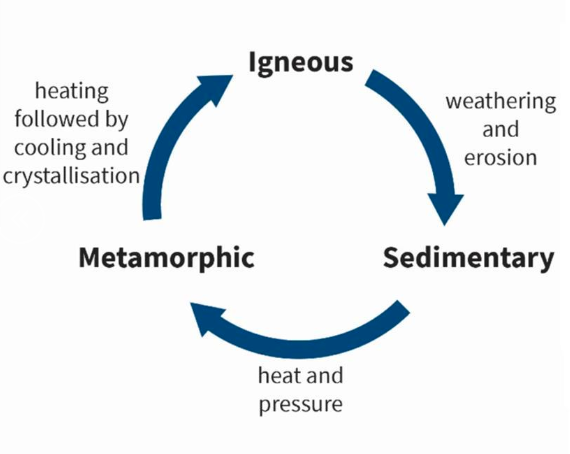 Igneous
weathering
and
erosion
Sedimentary
heat and
pressure
Metamorphic
heating
followed by
cooling and
crystallisation